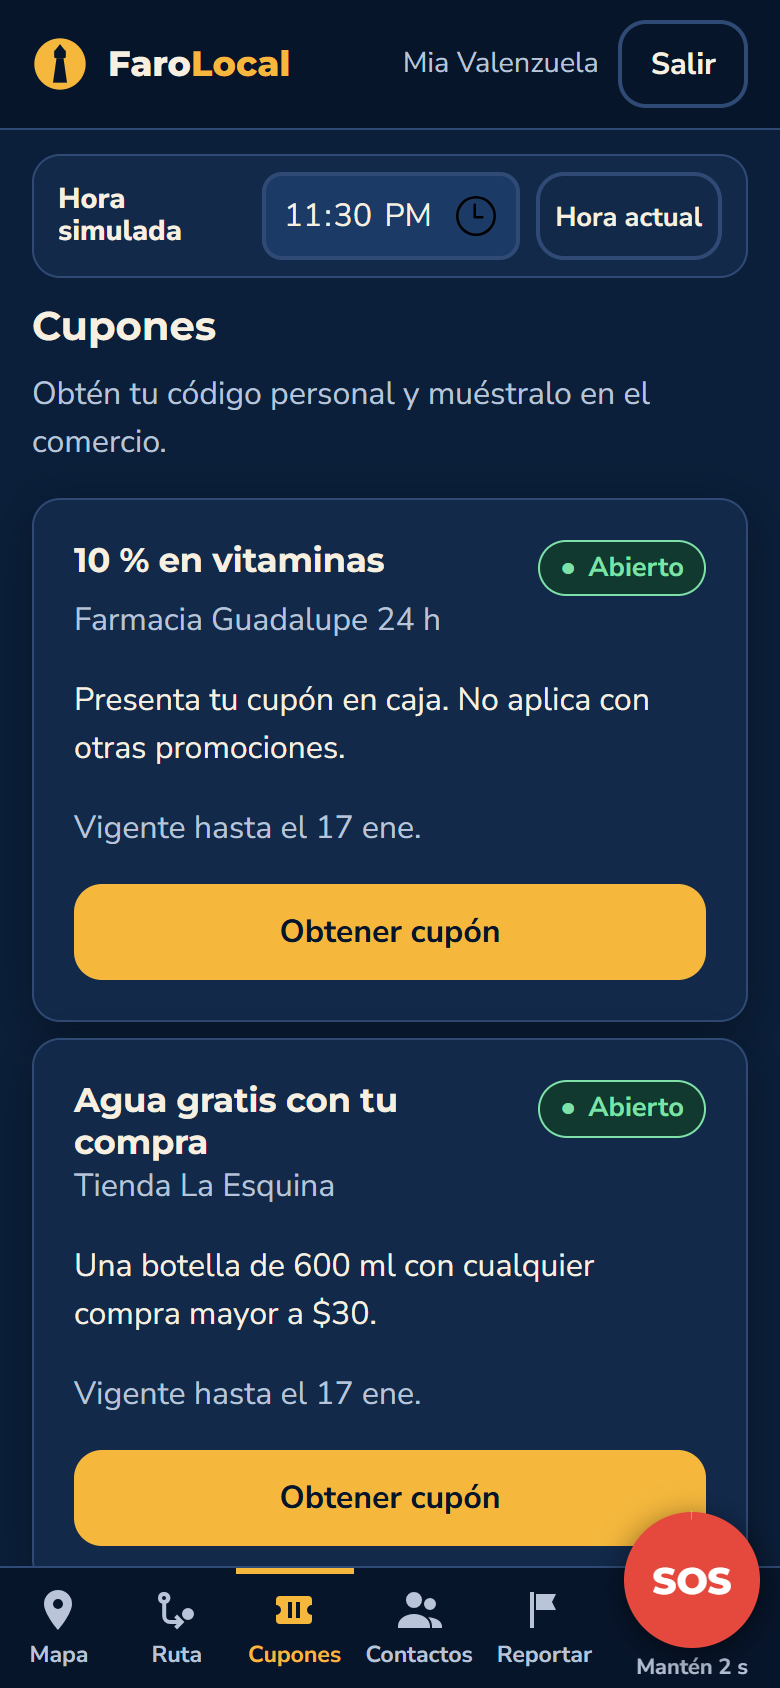 FaroLocal
Mia Valenzuela
Salir
Hora
simulada
11:30 PM
Hora actual
Cupones
Obtén tu código personal y muéstralo en el
comercio.
10 % en vitaminas
Abierto
Farmacia Guadalupe 24 h
Presenta tu cupón en caja. No aplica con
otras promociones.
Vigente hasta el 17 ene.
Obtener cupón
Agua gratis con tu
compra
Abierto
Tienda La Esquina
Una botella de 600 ml con cualquier
compra mayor a $30.
Vigente hasta el 17 ene.
Obtener cupón
SOS
Mapa
Ruta
Cupones
Contactos
Reportar
Mantén 2 s